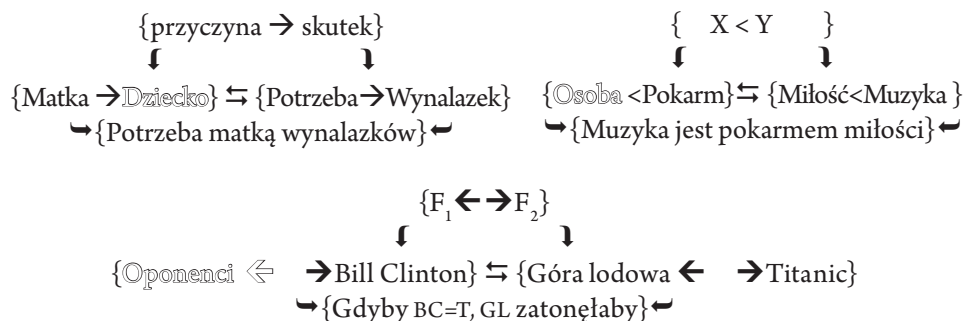 {przyczyna → skutek}
{Matka →Dziecko} ⇆ {Potrzeba→Wynalazek}
{Potrzeba matką wynalazków}
{ X < Y }
{Osoba <Pokarm}⇆ {Miłość<Muzyka }
{Muzyka jest pokarmem miłości}
{F₁← →F₂}
{Oponenci ⇐ →Bill Clinton} ⇆ {Góra lodowa ← →Titanic}
{Gdyby BC=T, GL zatonęłaby}